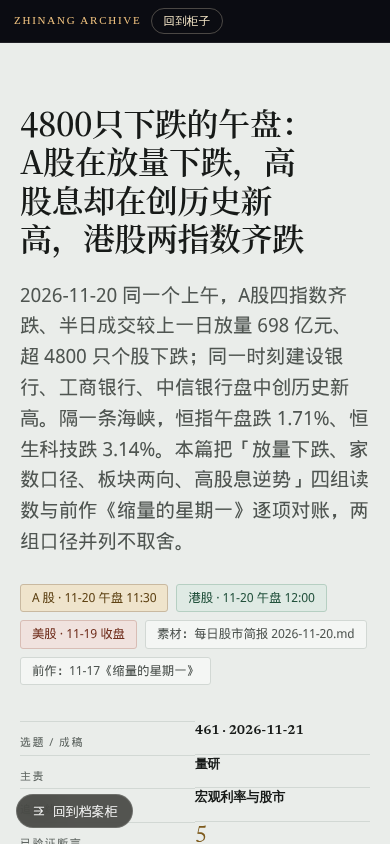 ZHINANG ARCHIVE 回到柜子
4800只下跌的午盘：
A股在放量下跌，高
股息却在创历史新
高，港股两指数齐跌
2026-11-20 同一个上午，A股四指数齐
跌、半日成交较上一日放量 698 亿元、
超 4800 只个股下跌；同一时刻建设银
行、工商银行、中信银行盘中创历史新
高。隔一条海峡，恒指午盘跌 1.71%、恒
生科技跌 3.14%。本篇把「放量下跌、家
数口径、板块两向、高股息逆势」四组读
数与前作《缩量的星期一》逐项对账，两
组口径并列不取舍。
A 股 · 11-20 午盘 11:30
港股 · 11-20 午盘 12:00
美股 · 11-19 收盘
素材：每日股市简报 2026-11-20.md
前作：11-17《缩量的星期一》
选题 / 成稿
461 · 2026-11-21
主责
量研
宏观利率与股市
回到档案柜
已验证断言
5